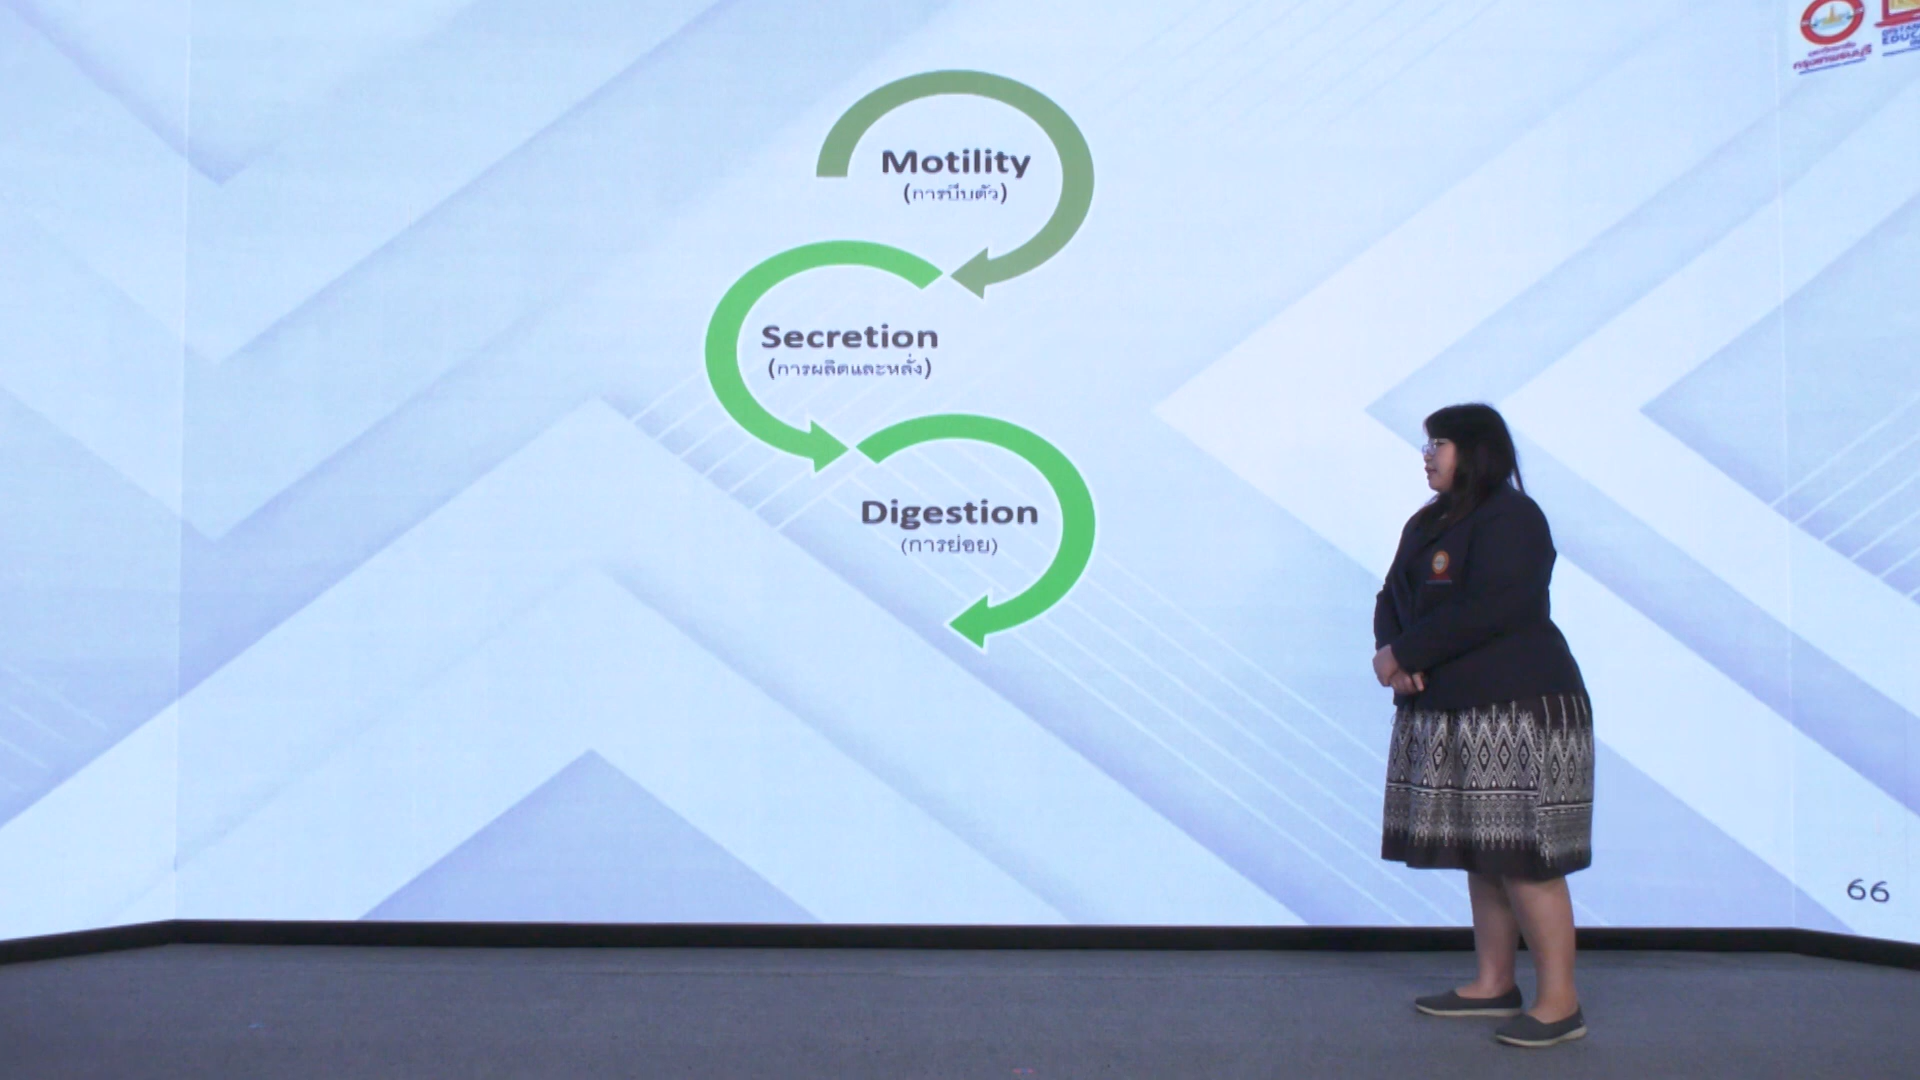 Motility
(การบีบตัว)
Secretion
(การผลิตและหลั่ง)
Digestion
(การย่อย)
66